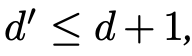 d′ ≤ d + 1,